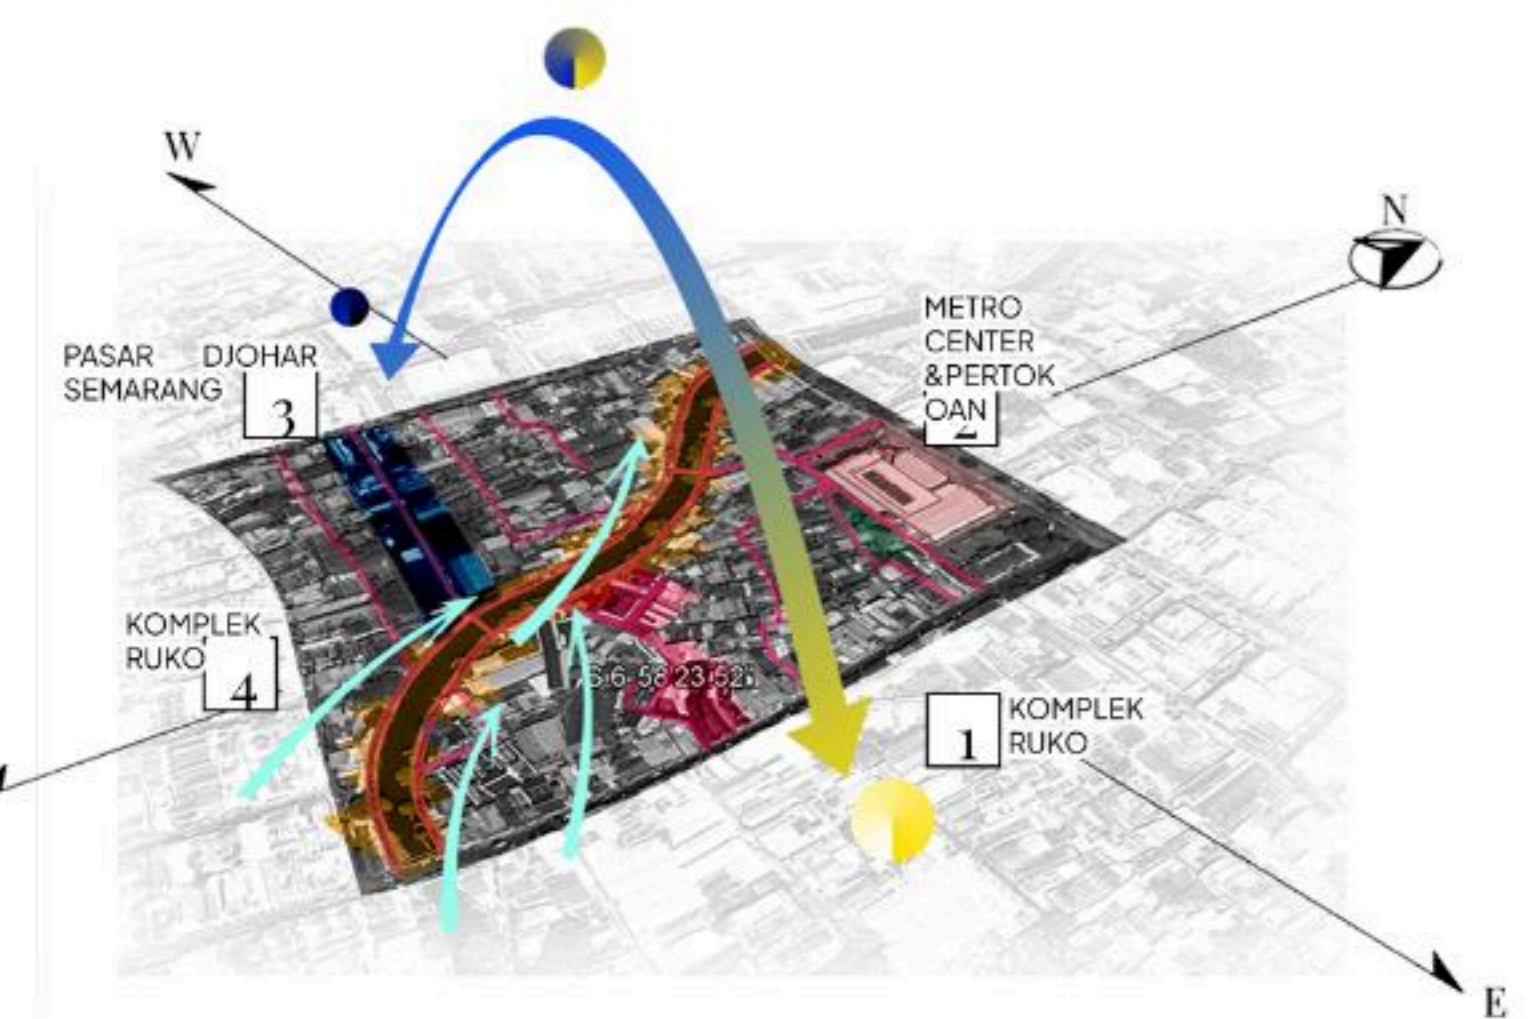 W
N
METRO
CENTER
&PERTOK
OAN
2
PASAR DJOHAR
SEMARANG
3
KOMPLEK
RUKO
4
1
KOMPLEK
RUKO
E